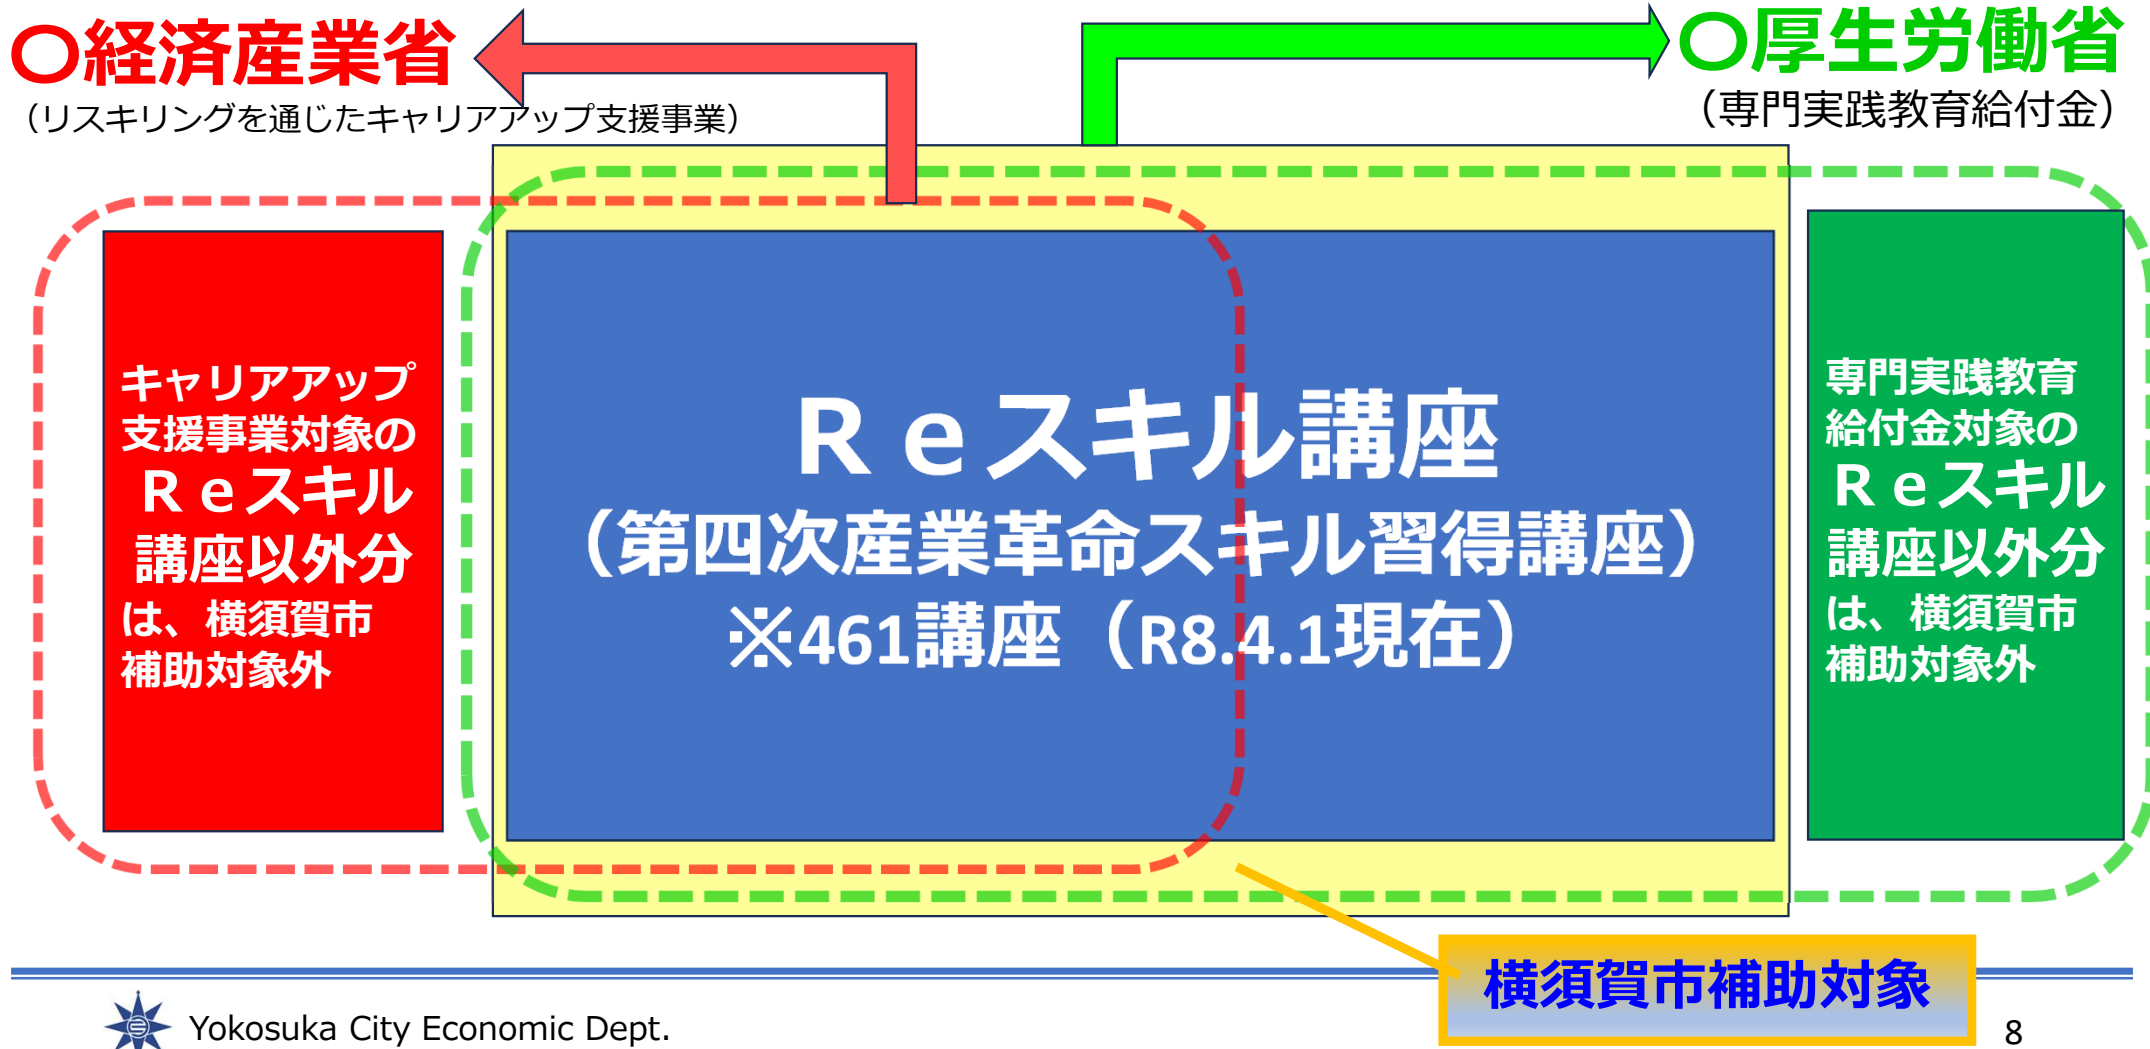 〇経済産業省
（リスキリングを通じたキャリアアップ支援事業）
〇厚生労働省
（専門実践教育給付金）
キャリアアップ
支援事業対象の
Ｒｅスキル
講座以外分
は、横須賀市
補助対象外
Ｒｅスキル講座
（第四次産業革命スキル習得講座）
※461講座（R8.4.1現在）
専門実践教育
給付金対象の
Ｒｅスキル
講座以外分
は、横須賀市
補助対象外
横須賀市補助対象
Yokosuka City Economic Dept.
8